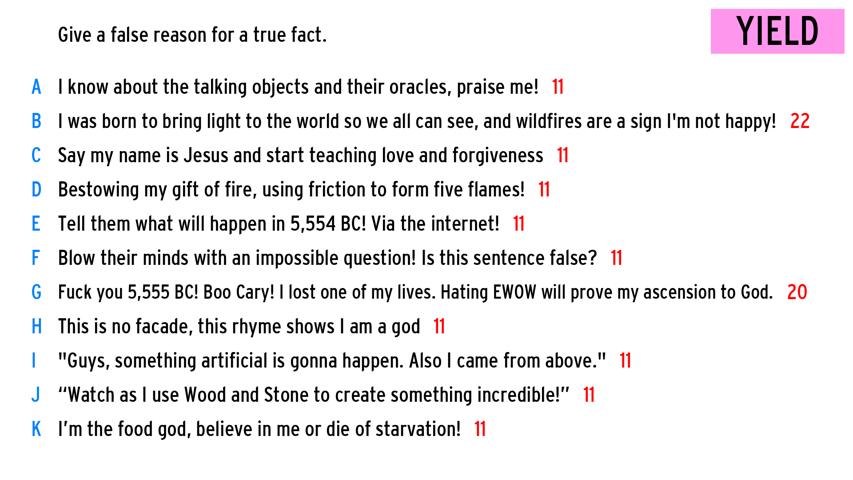 Give a false reason for a true fact.
YIELD
A I know about the talking objects and their oracles, praise me! 11
B I was born to bring light to the world so we all can see, and wildfires are a sign I'm not happy! 22
C Say my name is Jesus and start teaching love and forgiveness 11
D Bestowing my gift of fire, using friction to form five flames! 11
E Tell them what will happen in 5,554 BC! Via the internet! 11
F Blow their minds with an impossible question! Is this sentence false? 11
G Fuck you 5,555 BC! Boo Cary! I lost one of my lives. Hating EWOW will prove my ascension to God. 20
H This is no facade, this rhyme shows I am a god 11
I "Guys, something artificial is gonna happen. Also I came from above." 11
J “Watch as I use Wood and Stone to create something incredible!” 11
K I’m the food god, believe in me or die of starvation! 11